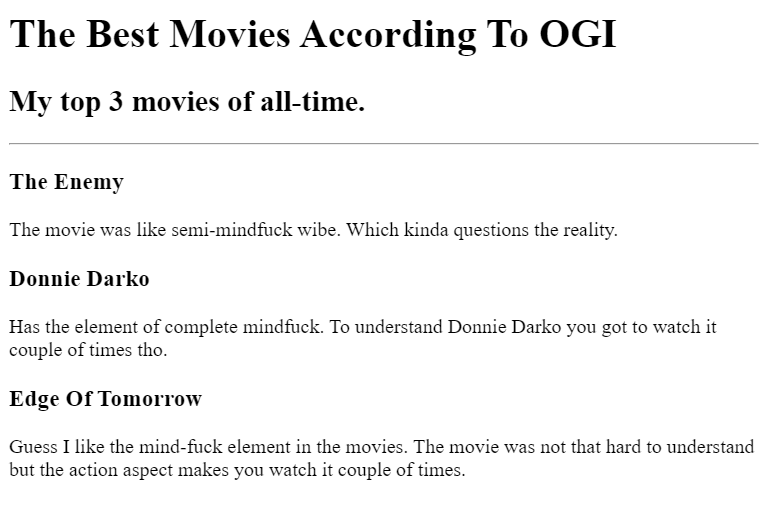 The Best Movies According To OGI
My top 3 movies of all-time.
The Enemy
The movie was like semi-mindfuck wibe. Which kinda questions the reality.
Donnie Darko
Has the element of complete mindfuck. To understand Donnie Darko you got to watch it
couple of times tho.
Edge Of Tomorrow
Guess I like the mind-fuck element in the movies. The movie was not that hard to understand
but the action aspect makes you watch it couple of times.